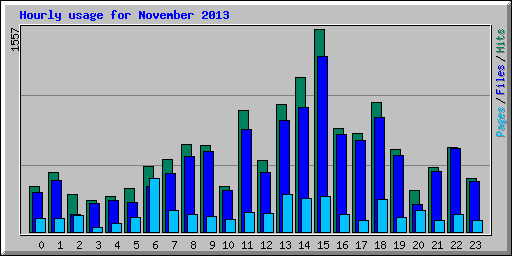 Hourly usage for November 2013
1557
Pages/Files/Hits
0 1 2 3 4 5 6 7 8 9 10 11 12 13 14 15 16 17 18 19 20 21 22 23